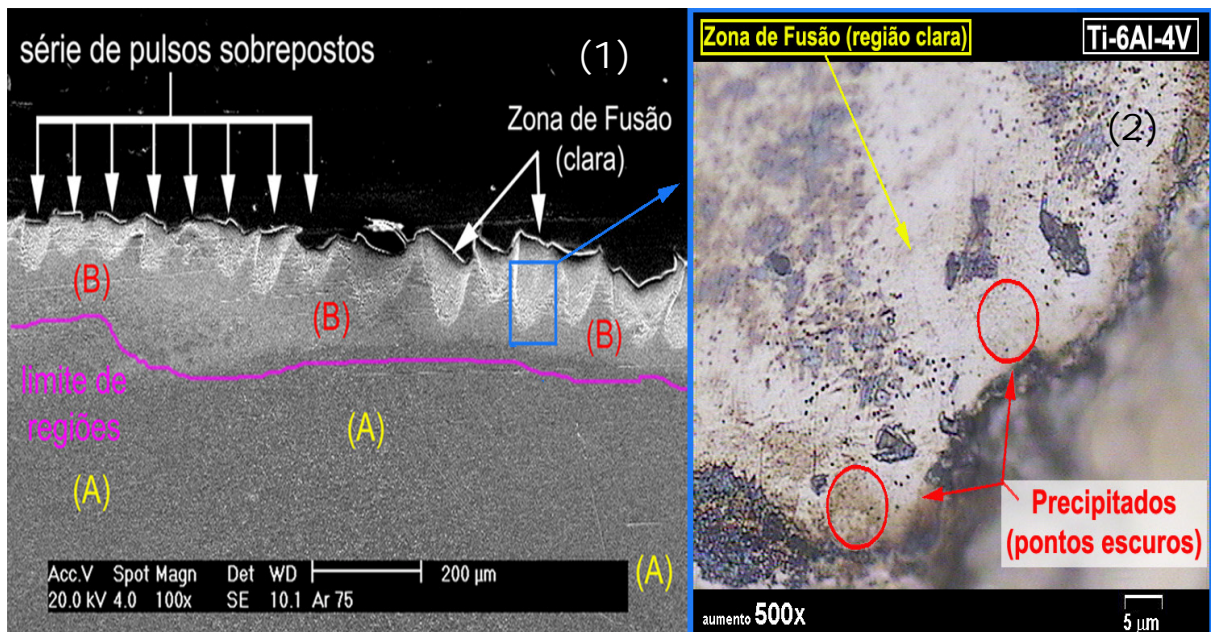 série de pulsos sobrepostos
(1)
Zona de Fusão
(clara)
(B)
(B)
(B)
limite de
regiões
(A)
(A)
(A)
Acc.V Spot Magn Det WD 200 µm
20.0 kV 4.0 100x SE 10.1 Ar 75
Zona de Fusão (região clara)
Ti-6Al-4V
(2)
Precipitados
(pontos escuros)
aumento 500x
5 µm